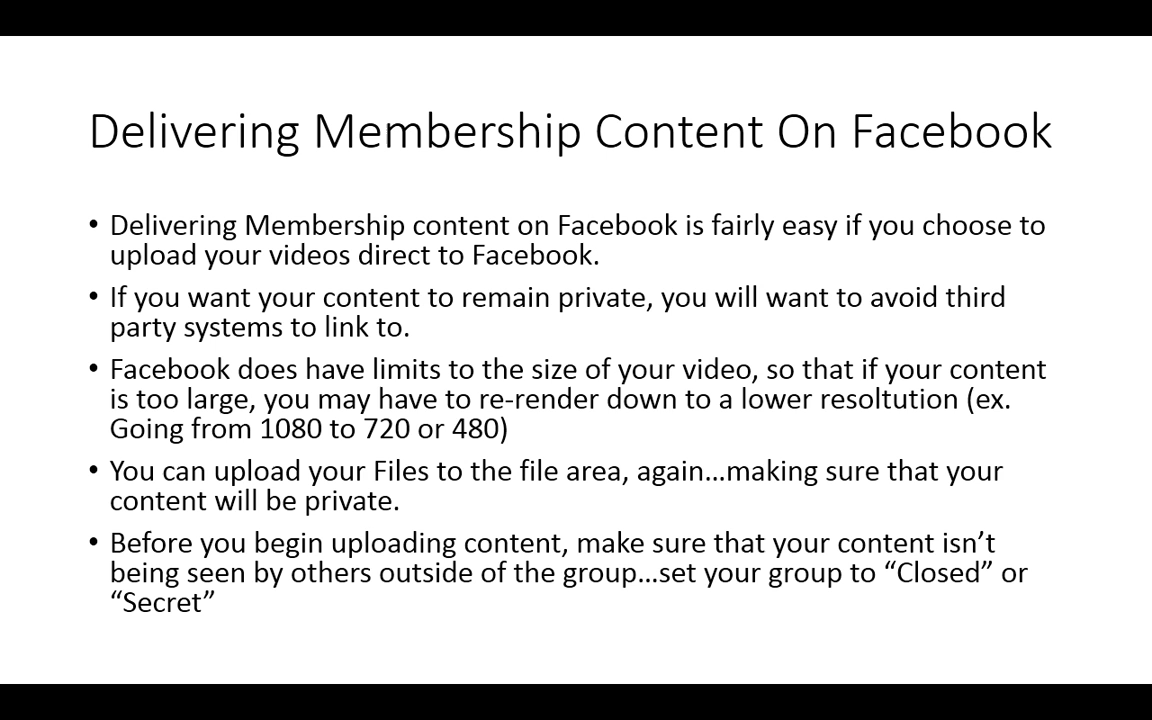 Delivering Membership Content On Facebook
• Delivering Membership content on Facebook is fairly easy if you choose to
upload your videos direct to Facebook.
• If you want your content to remain private, you will want to avoid third
party systems to link to.
• Facebook does have limits to the size of your video, so that if your content
is too large, you may have to re-render down to a lower resoltution (ex.
Going from 1080 to 720 or 480)
• You can upload your Files to the file area, again…making sure that your
content will be private.
• Before you begin uploading content, make sure that your content isn’t
being seen by others outside of the group…set your group to “Closed” or
“Secret”